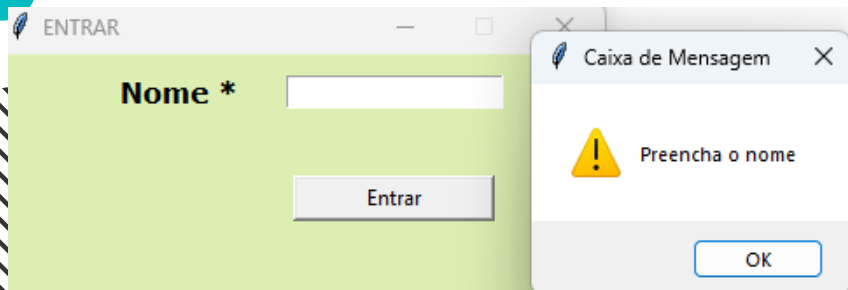 ENTRAR
Nome *
Entrar
Caixa de Mensagem
Preencha o nome
OK